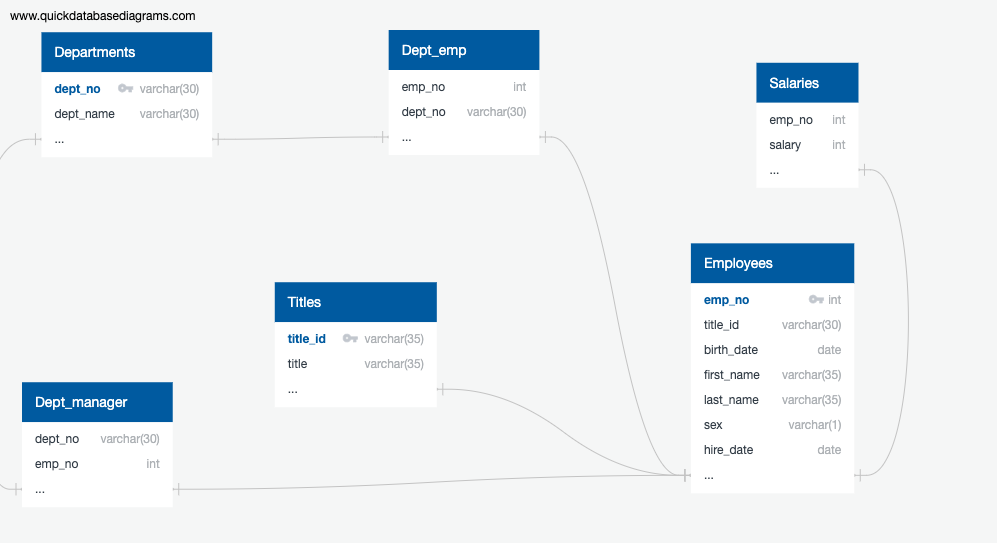 www.quickdatabasediagrams.com
Departments
dept_no varchar(30)
dept_name varchar(30)
...
Dept_emp
emp_no int
dept_no varchar(30)
...
Salaries
emp_no int
salary int
...
Employees
emp_no int
title_id varchar(30)
birth_date date
first_name varchar(35)
last_name varchar(35)
sex varchar(1)
hire_date date
...
Titles
title_id varchar(35)
title varchar(35)
...
Dept_manager
dept_no varchar(30)
emp_no int
...